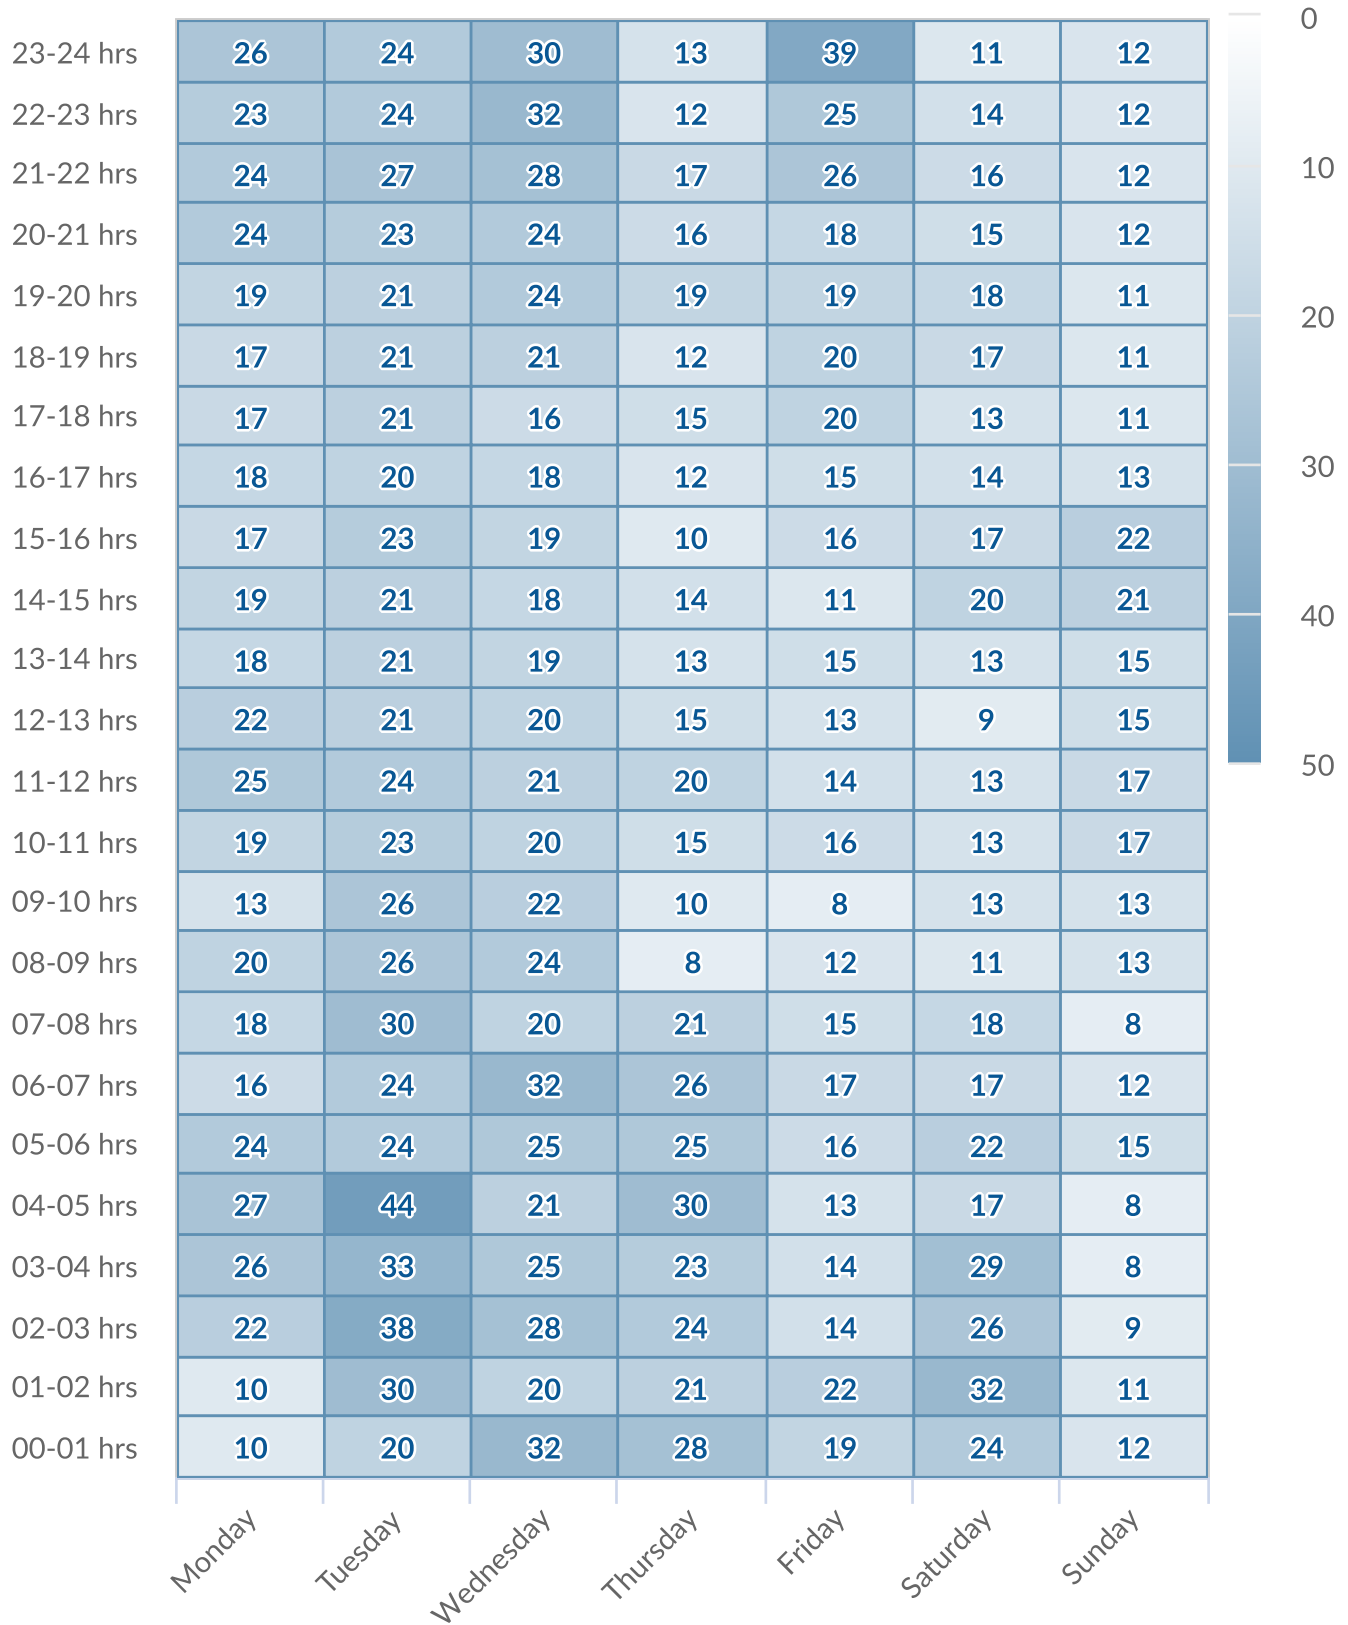 23-24 hrs 26 24 30 13 39 11 12
22-23 hrs 23 24 32 12 25 14 12
21-22 hrs 24 27 28 17 26 16 12
20-21 hrs 24 23 24 16 18 15 12
19-20 hrs 19 21 24 19 19 18 11
18-19 hrs 17 21 21 12 20 17 11
17-18 hrs 17 21 16 15 20 13 11
16-17 hrs 18 20 18 12 15 14 13
15-16 hrs 17 23 19 10 16 17 22
14-15 hrs 19 21 18 14 11 20 21
13-14 hrs 18 21 19 13 15 13 15
12-13 hrs 22 21 20 15 13 9 15
11-12 hrs 25 24 21 20 14 13 17
10-11 hrs 19 23 20 15 16 13 17
09-10 hrs 13 26 22 10 8 13 13
08-09 hrs 20 26 24 8 12 11 13
07-08 hrs 18 30 20 21 15 18 8
06-07 hrs 16 24 32 26 17 17 12
05-06 hrs 24 24 25 25 16 22 15
04-05 hrs 27 44 21 30 13 17 8
03-04 hrs 26 33 25 23 14 29 8
02-03 hrs 22 38 28 24 14 26 9
01-02 hrs 10 30 20 21 22 32 11
00-01 hrs 10 20 32 28 19 24 12
Monday Tuesday Wednesday Thursday Friday Saturday Sunday
0
10
20
30
40
50